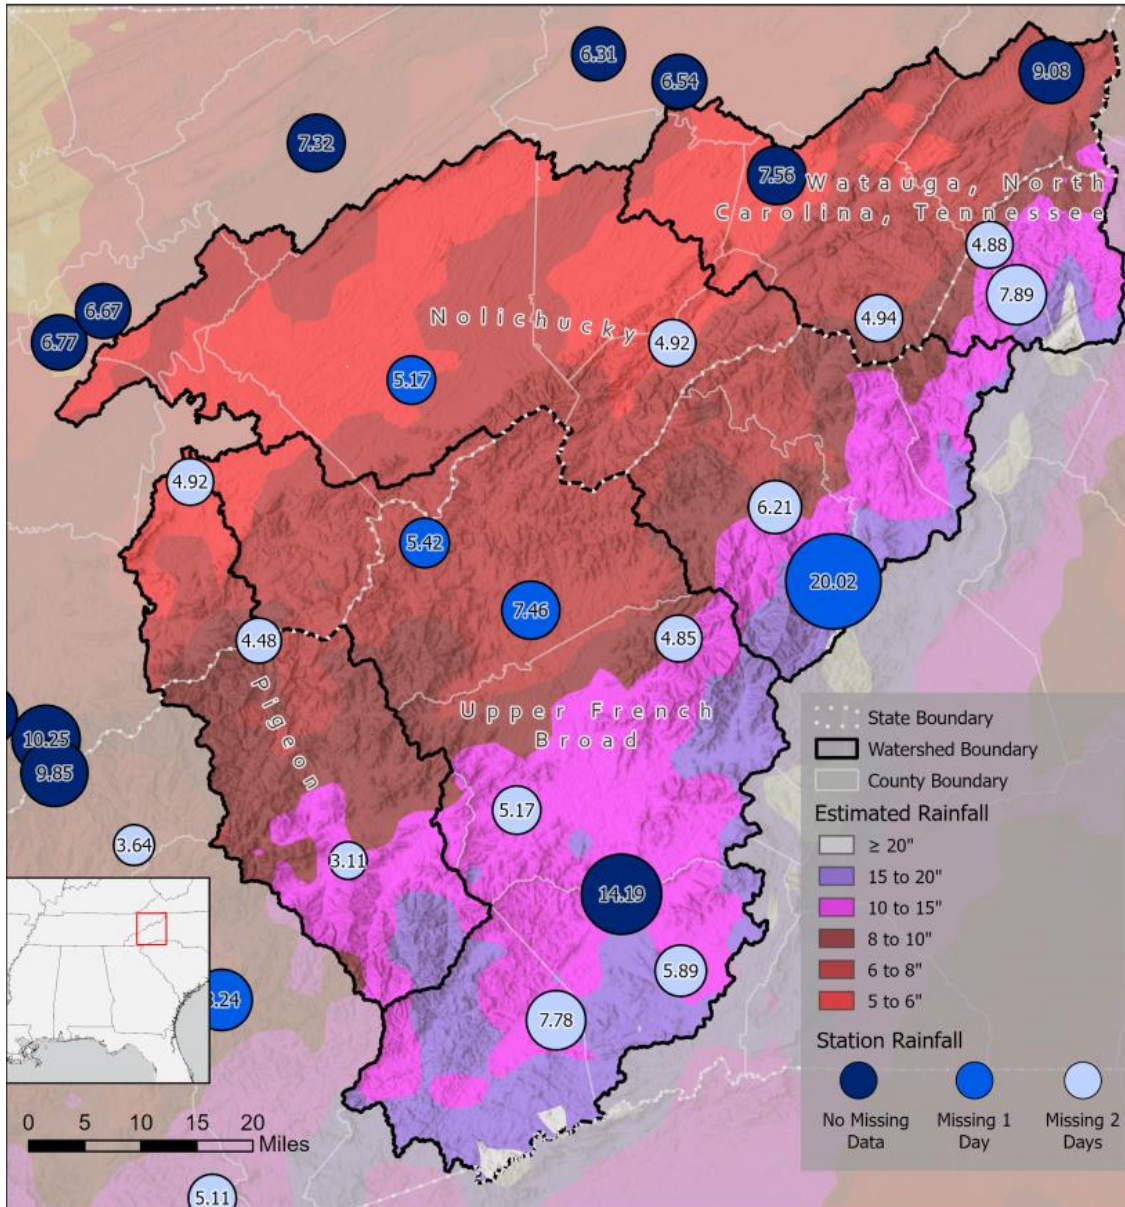 6.31
6.54
9.08
7.32
7.56
Watauga, North
Carolina, Tennessee
4.88
7.89
6.67
6.77
Nolichucky
4.92
4.94
5.17
4.92
6.21
5.42
20.02
7.46
4.85
4.48
Pigeon
Upper French
Broad
10.25
9.85
5.17
3.64
3.11
14.19
5.89
.24
7.78
5.11
State Boundary
Watershed Boundary
County Boundary
Estimated Rainfall
≥ 20"
15 to 20"
10 to 15"
8 to 10"
6 to 8"
5 to 6"
Station Rainfall
No Missing
Data
Missing 1
Day
Missing 2
Days
0 5 10 15 20
Miles